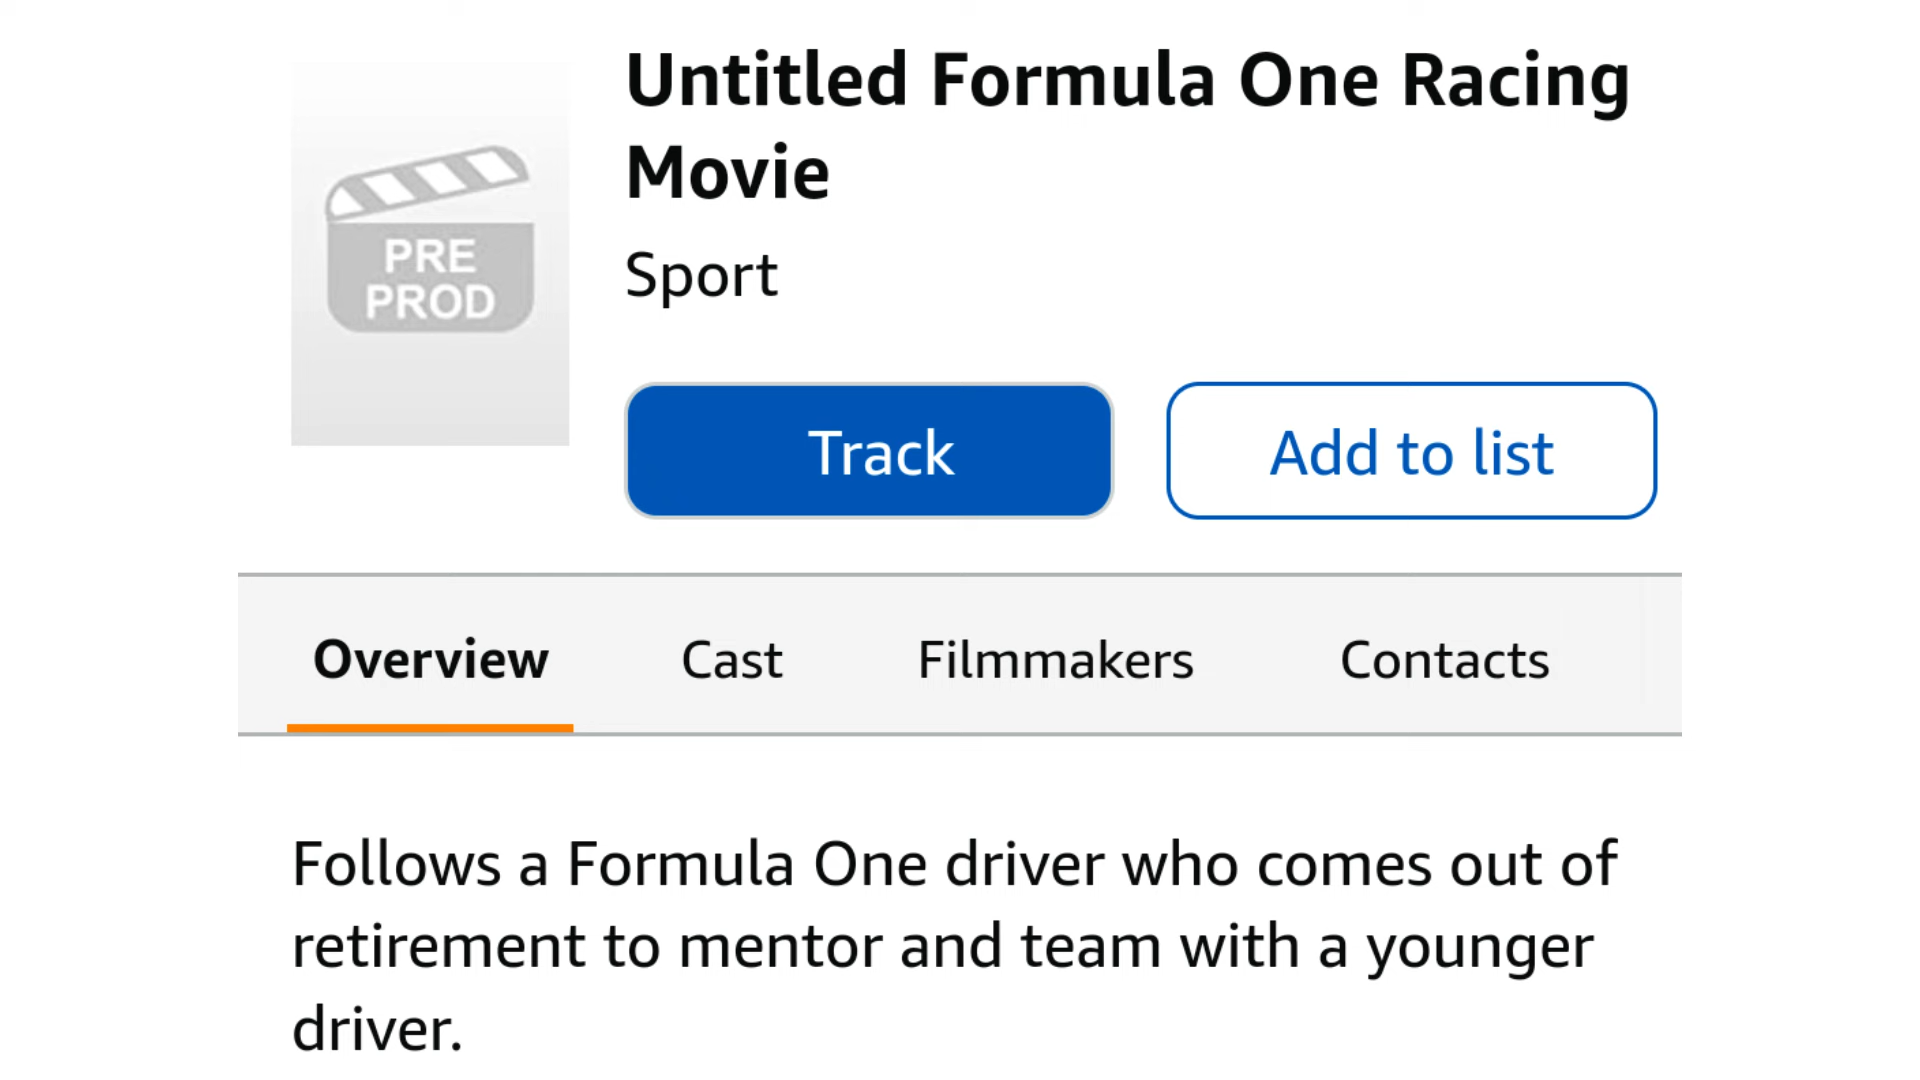 Untitled Formula One Racing
Movie
Sport
PRE
PROD
Track
Add to list
Overview
Cast
Filmmakers
Contacts
Follows a Formula One driver who comes out of
retirement to mentor and team with a younger
driver.